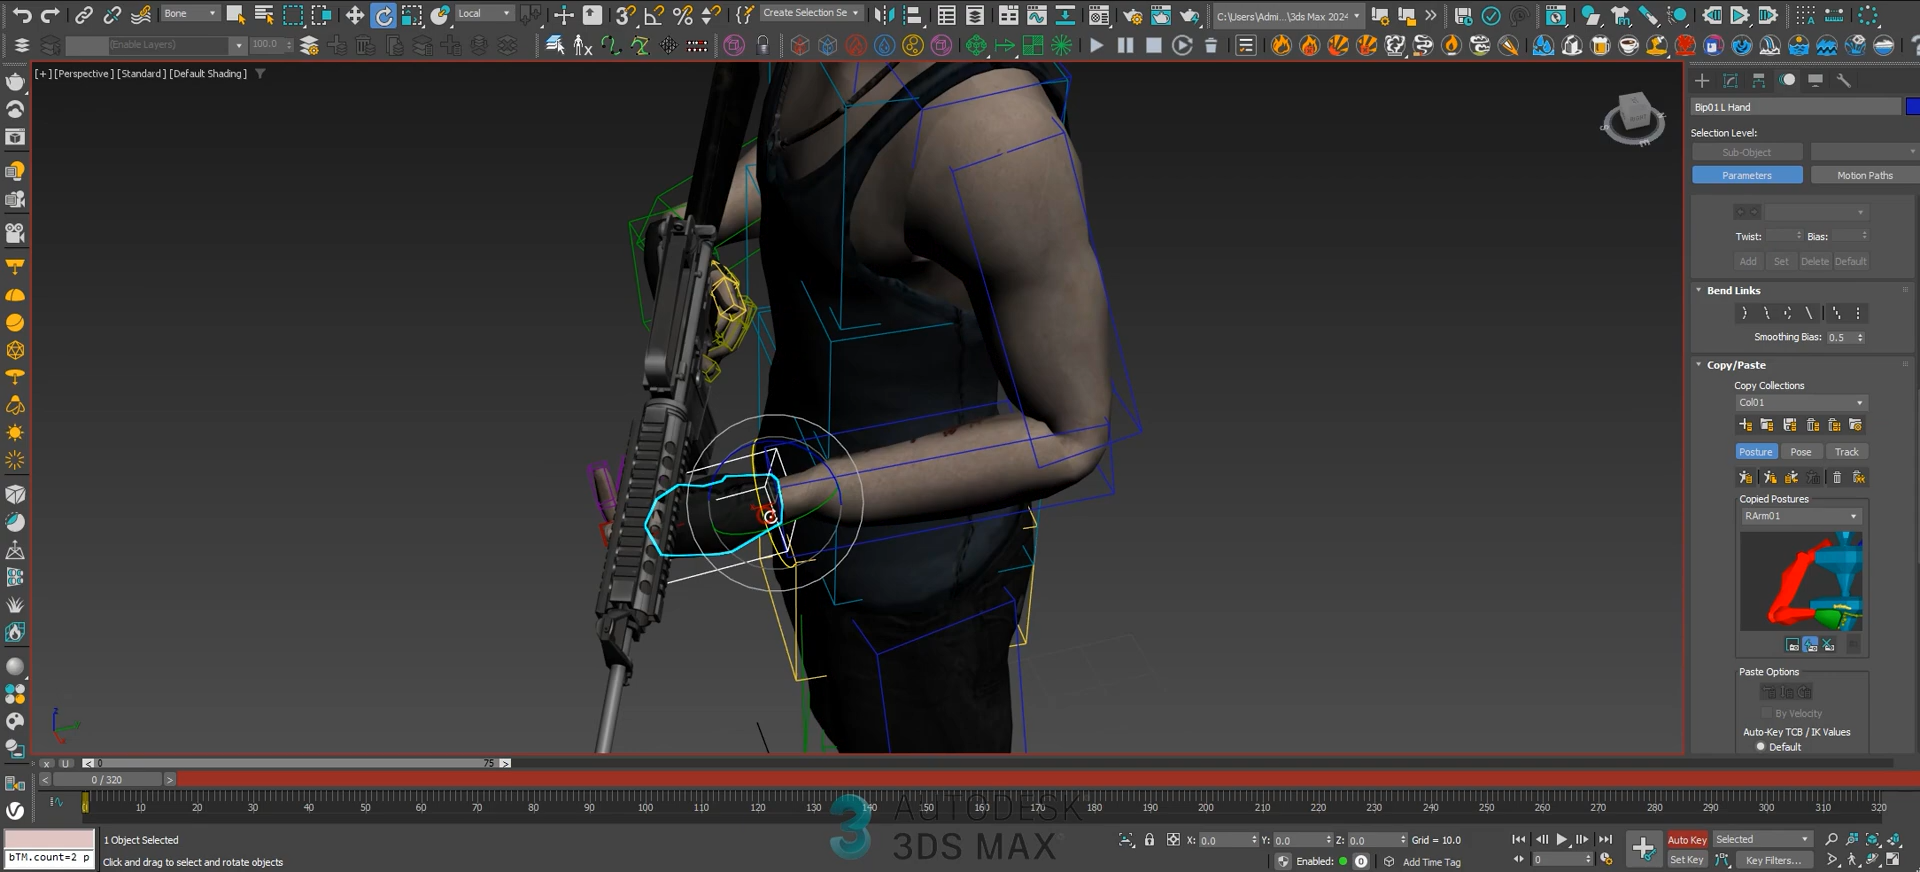 Bone
Local
Create Selection Se
C:\Users\Admi...\3ds Max 2024
(Enable Layers)
100.0
[+] [Perspective] [Standard] [Default Shading]
Bip01 L Hand
Selection Level:
Sub-Object
Parameters
Motion Paths
Twist:
Bias:
Add
Set
Delete
Default
Bend Links
Smoothing Bias: 0.5
Copy/Paste
Copy Collections
Col01
Posture
Pose
Track
Copied Postures
RArm01
Paste Options
By Velocity
Auto-Key TCB / IK Values
Default
x U < 0 75 >
< 0 / 320 >
10 20 30 40 50 60 70 80 90 100 110 120 130 140 150 160 170 180 190 200 210 220 230 240 250 260 270 280 290 300 310 320
3 AUTODESK
3DS MAX
1 Object Selected
X: 0.0
Y: 0.0
Z: 0.0
Grid = 10.0
Auto Key
Selected
bTM.count=2 p
Click and drag to select and rotate objects
Enabled:
0
Add Time Tag
0
Set Key
Key Filters...